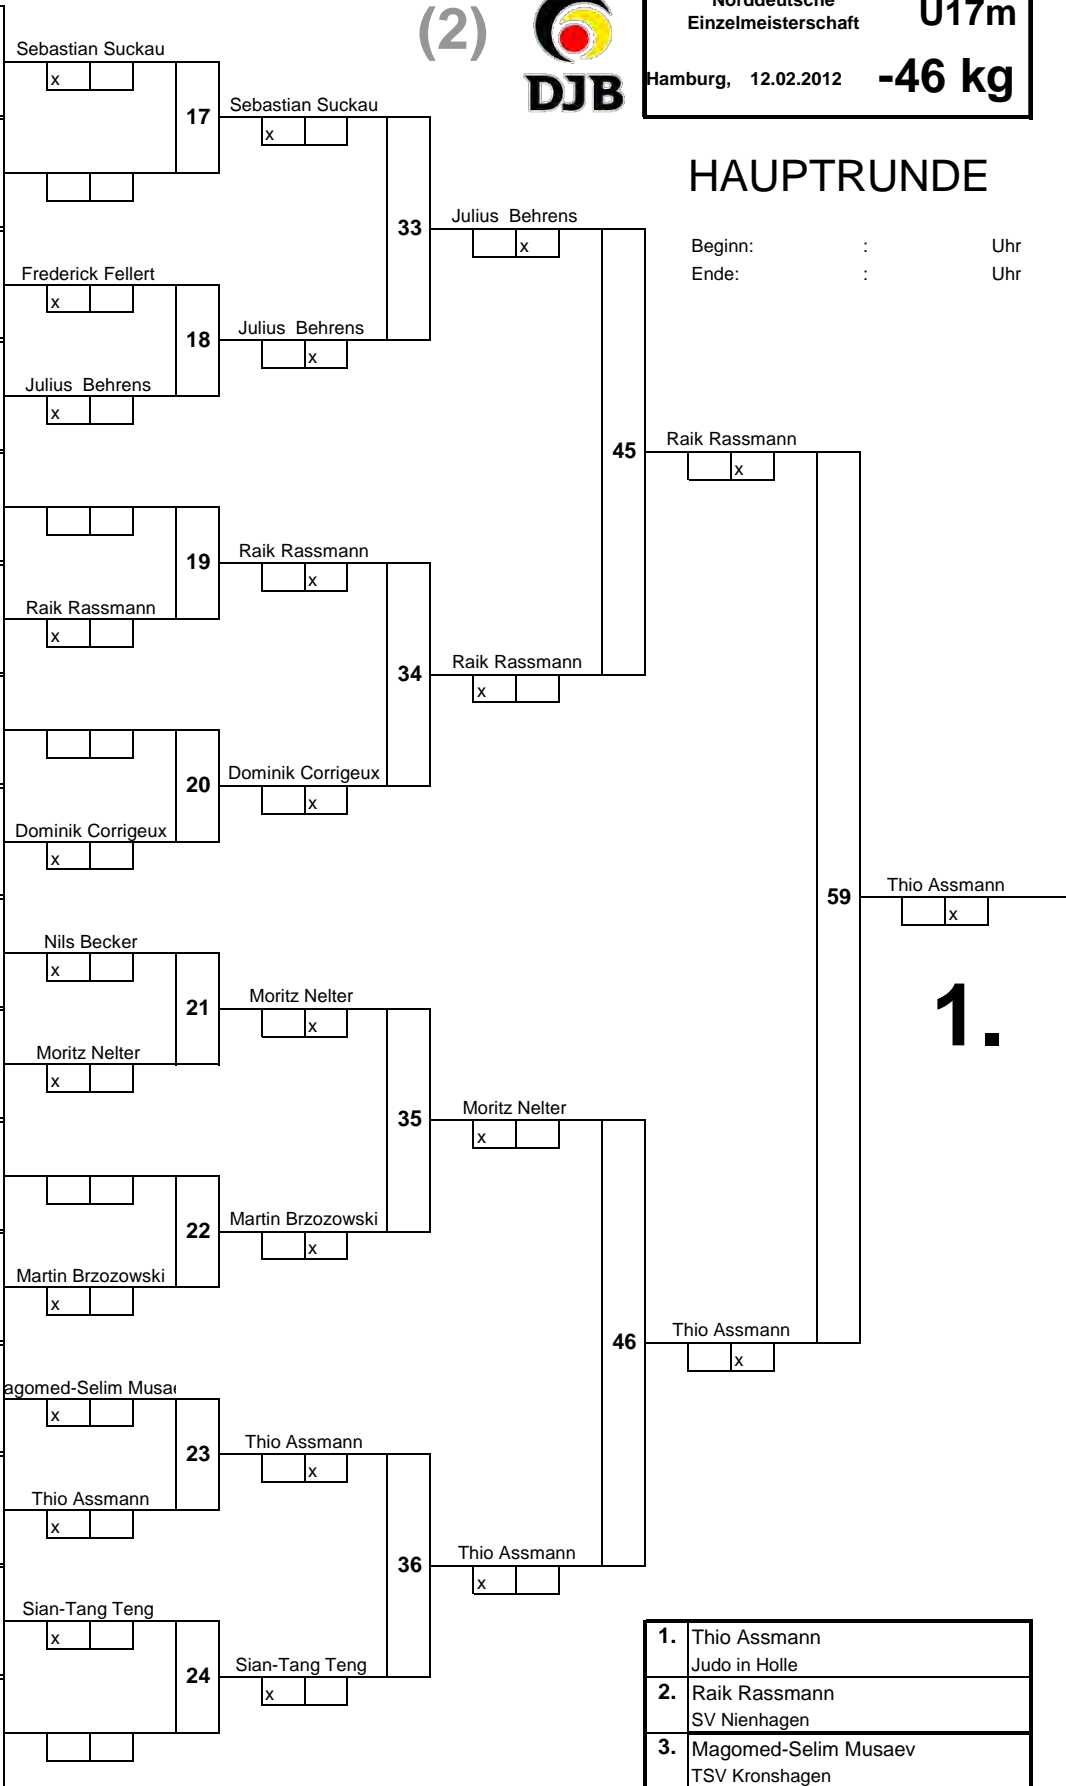 (2)
DJB
Norddeutsche
Einzelmeisterschaft
U17m
Hamburg, 12.02.2012
-46 kg
HAUPTRUNDE
Beginn: : Uhr
Ende: : Uhr
Sebastian Suckau
x
17
Sebastian Suckau
x
Frederick Fellert
x
18
Julius Behrens
x
Julius Behrens
x
33
Julius Behrens
x
19
Raik Rassmann
x
Raik Rassmann
x
34
Raik Rassmann
x
20
Dominik Corrigeux
x
Dominik Corrigeux
x
45
Raik Rassmann
x
Nils Becker
x
21
Moritz Nelter
x
Moritz Nelter
x
35
Moritz Nelter
x
22
Martin Brzozowski
x
Martin Brzozowski
x
agomed-Selim Musae
x
23
Thio Assmann
x
Thio Assmann
x
36
Thio Assmann
x
Sian-Tang Teng
x
24
Sian-Tang Teng
x
46
Thio Assmann
x
59
Thio Assmann
x
1.
1. Thio Assmann
Judo in Holle
2. Raik Rassmann
SV Nienhagen
3. Magomed-Selim Musaev
TSV Kronshagen